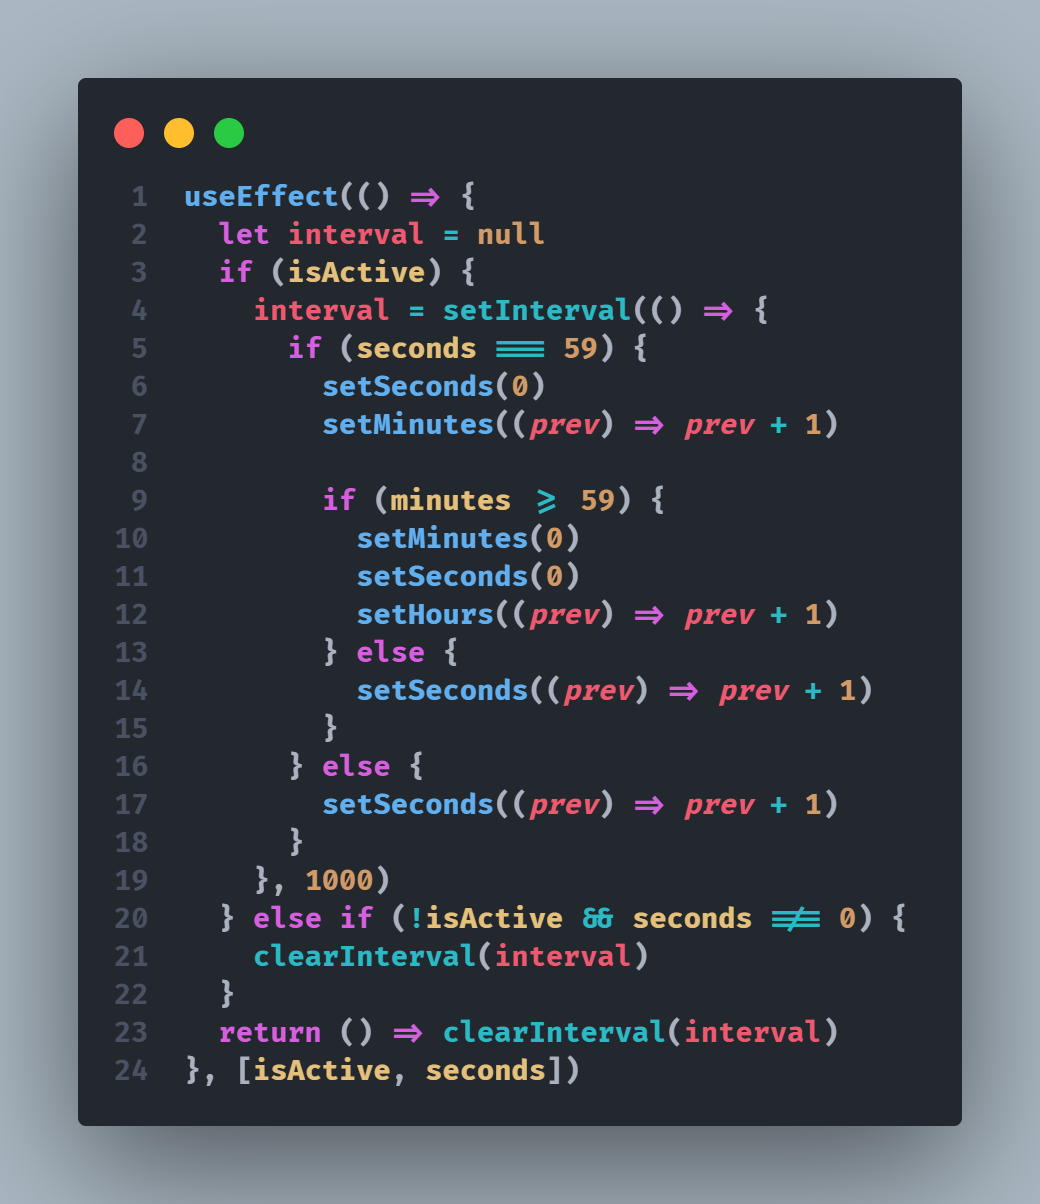 1 useEffect(() => {
2   let interval = null
3   if (isActive) {
4     interval = setInterval(() => {
5       if (seconds === 59) {
6         setSeconds(0)
7         setMinutes((prev) => prev + 1)
8
9         if (minutes >= 59) {
10           setMinutes(0)
11           setSeconds(0)
12           setHours((prev) => prev + 1)
13         } else {
14           setSeconds((prev) => prev + 1)
15         }
16       } else {
17         setSeconds((prev) => prev + 1)
18       }
19     }, 1000)
20   } else if (!isActive && seconds !== 0) {
21     clearInterval(interval)
22   }
23   return () => clearInterval(interval)
24 }, [isActive, seconds])